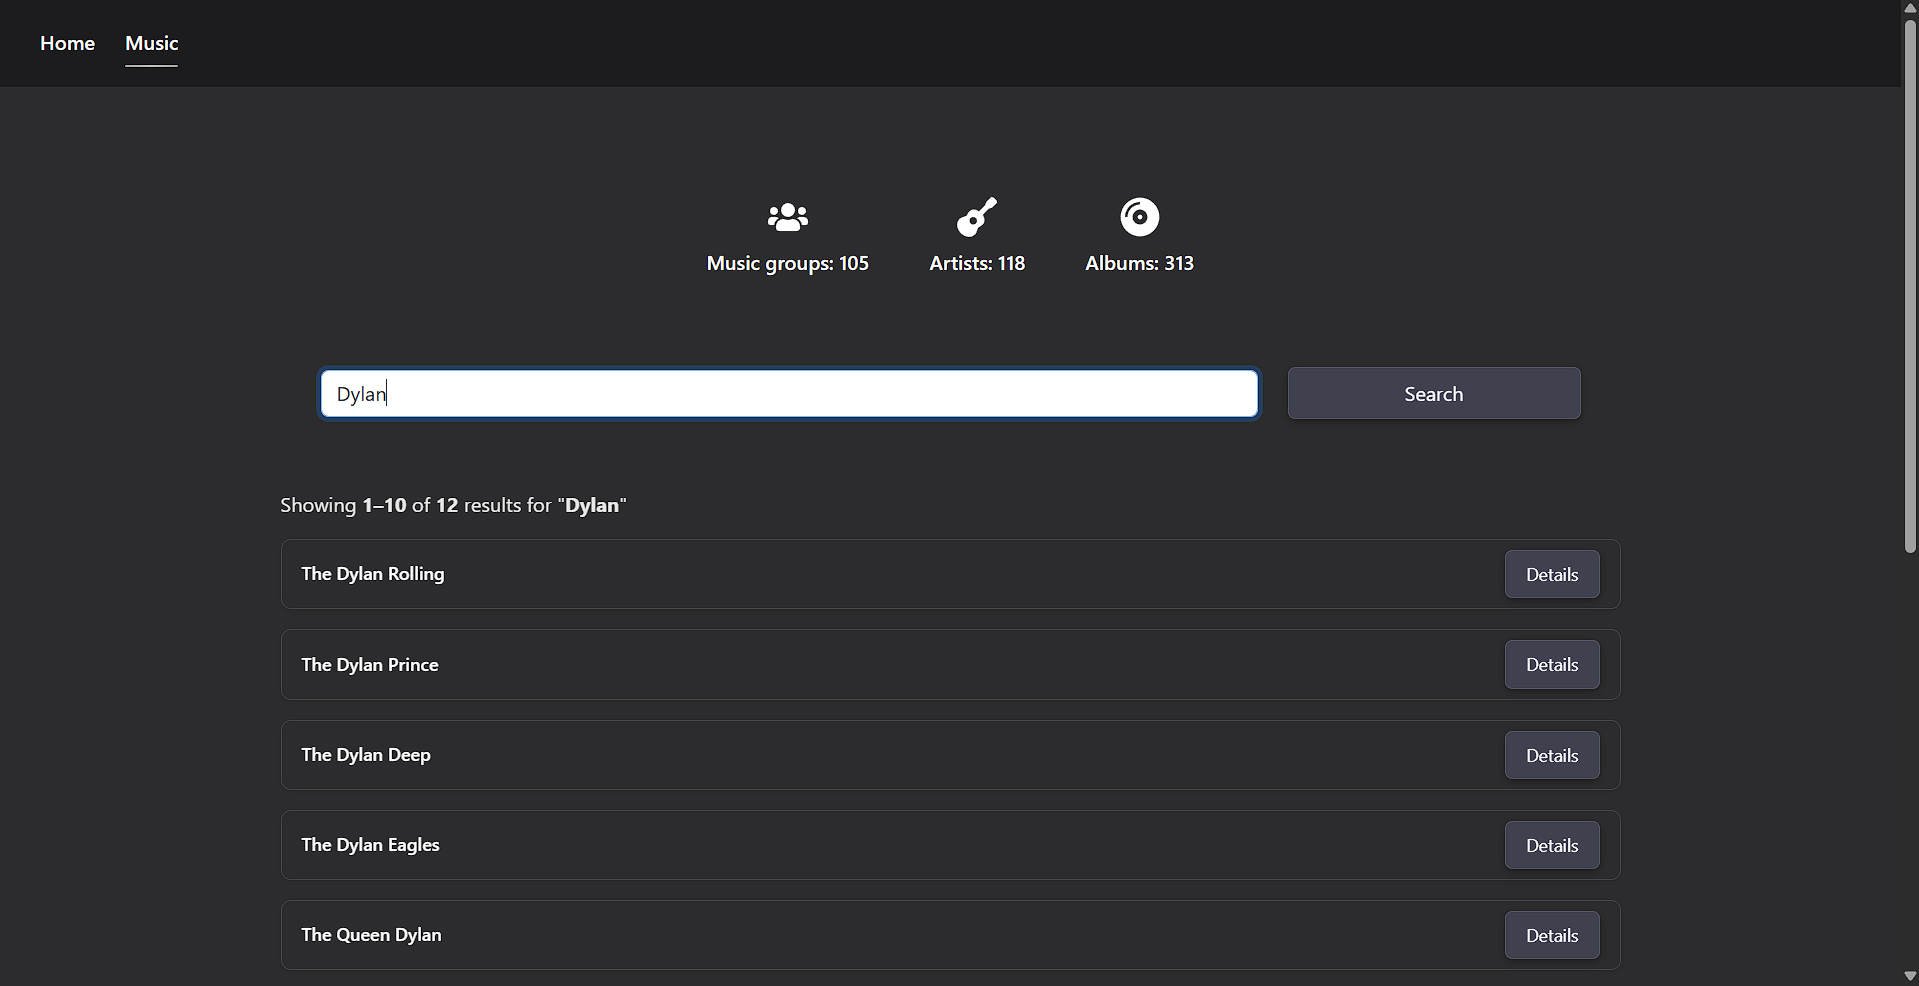 Home Music
Music groups: 105 Artists: 118 Albums: 313
Dylan Search
Showing 1–10 of 12 results for "Dylan"
The Dylan Rolling Details
The Dylan Prince Details
The Dylan Deep Details
The Dylan Eagles Details
The Queen Dylan Details